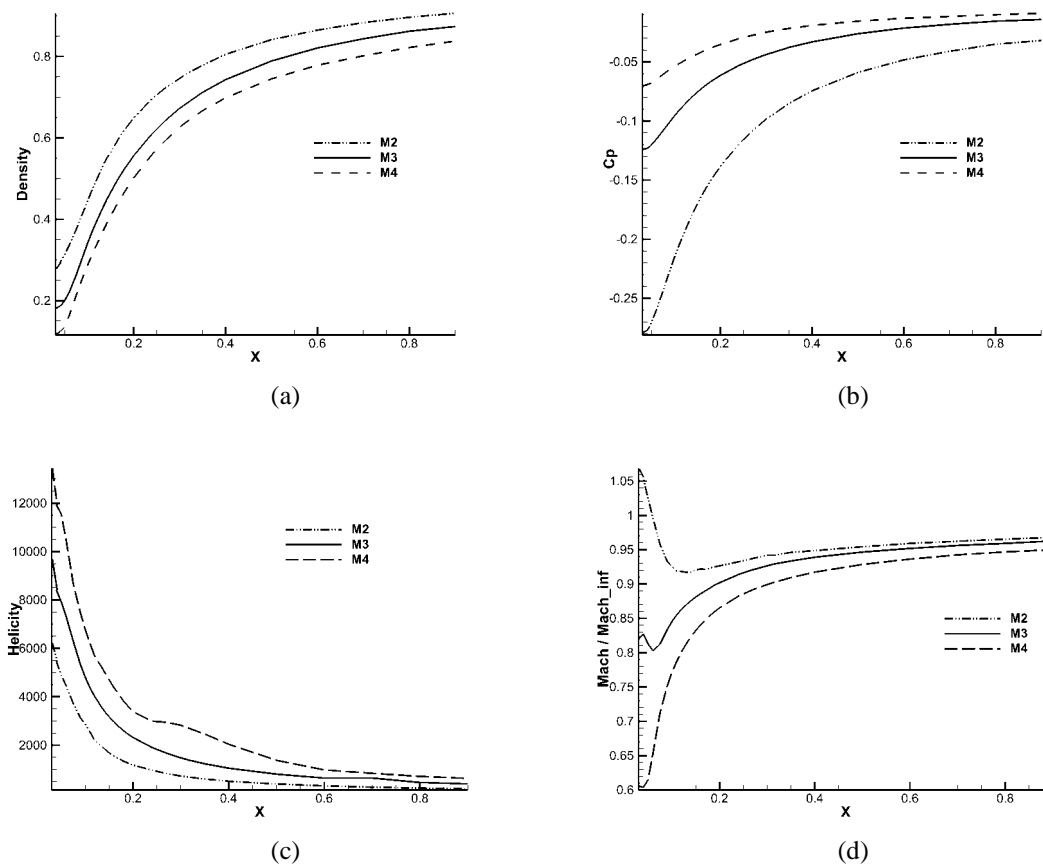 Density
0.8
0.6
0.4
0.2
0.2
0.4
0.6
0.8
X
M2
M3
M4
(a)
Cp
-0.05
-0.1
-0.15
-0.2
-0.25
0.2
0.4
0.6
0.8
X
M2
M3
M4
(b)
Helicity
12000
10000
8000
6000
4000
2000
0.2
0.4
0.6
0.8
X
M2
M3
M4
(c)
Mach / Mach_inf
1.05
1
0.95
0.9
0.85
0.8
0.75
0.7
0.65
0.6
0.2
0.4
0.6
0.8
X
M2
M3
M4
(d)